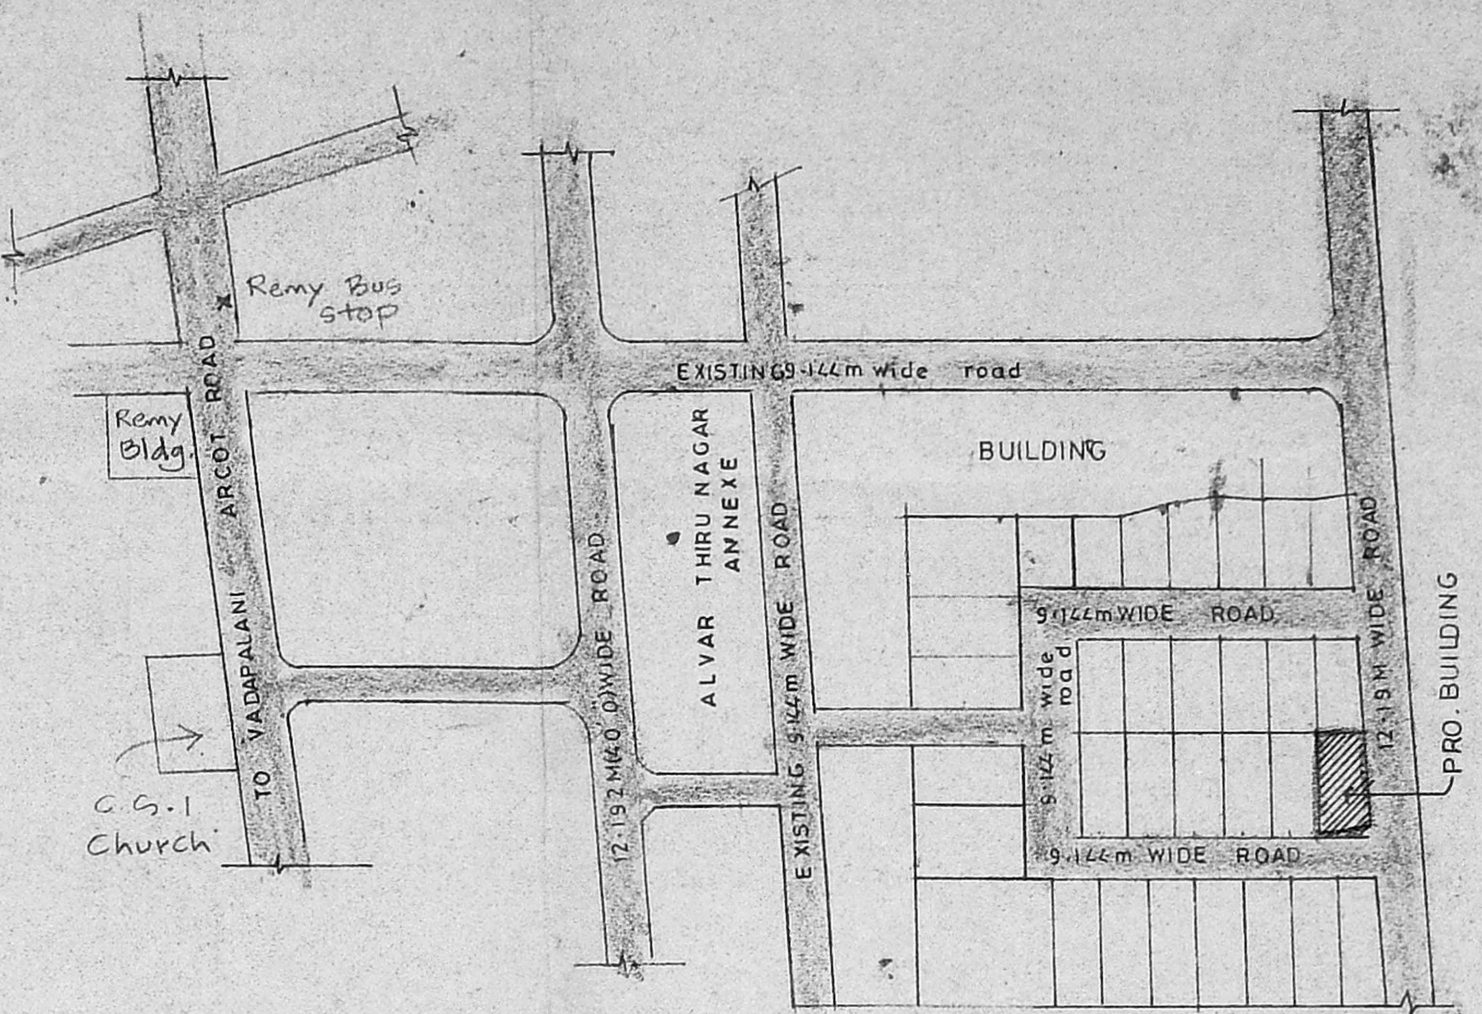 Remy Bus
stop
EXISTING 9.144m wide road
Remy
Bldg.
TO VADAPALANI ARCOT ROAD
C.S.I
Church
12.192M(40'.0)WIDE ROAD
ALVAR THIRU NAGAR
ANNEXE
EXISTING 9.144m WIDE ROAD
BUILDING
9.144m WIDE ROAD
9.144m wide
road
9.144m WIDE ROAD
12.19M WIDE ROAD
PRO. BUILDING